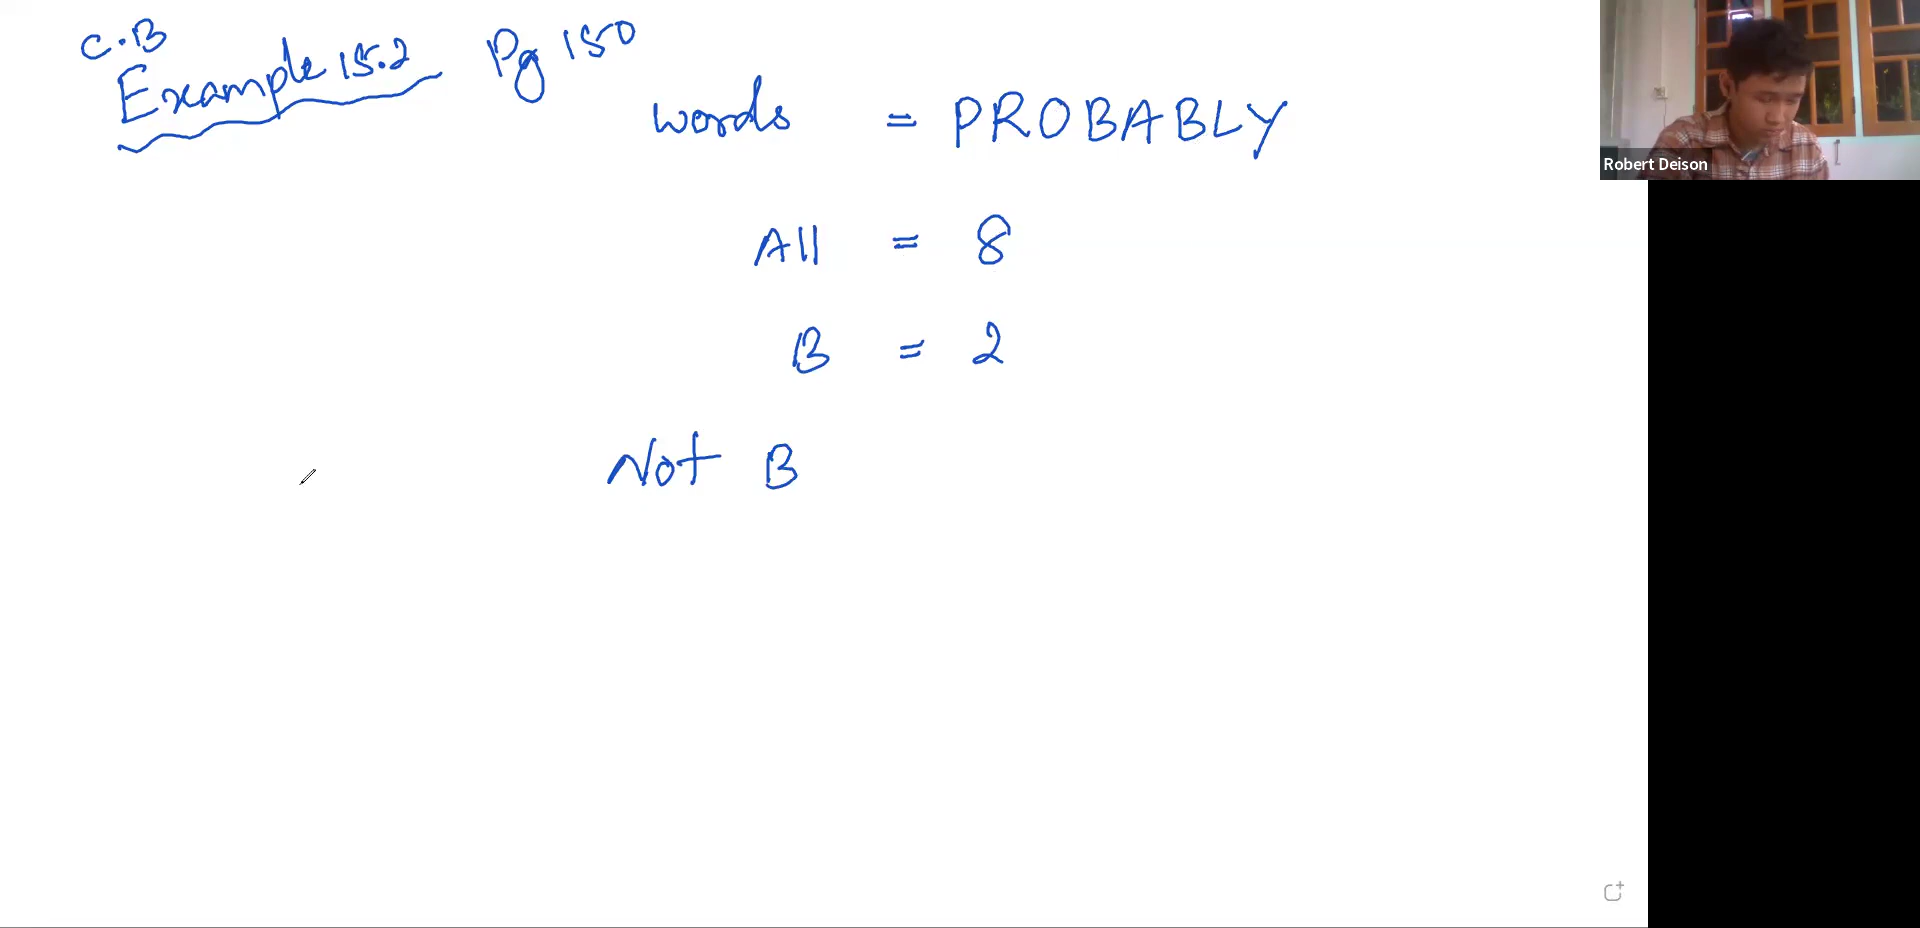 C.B
Example 15.2 Pg 150
words = PROBABLY
All = 8
B = 2
Not B
Robert Deison